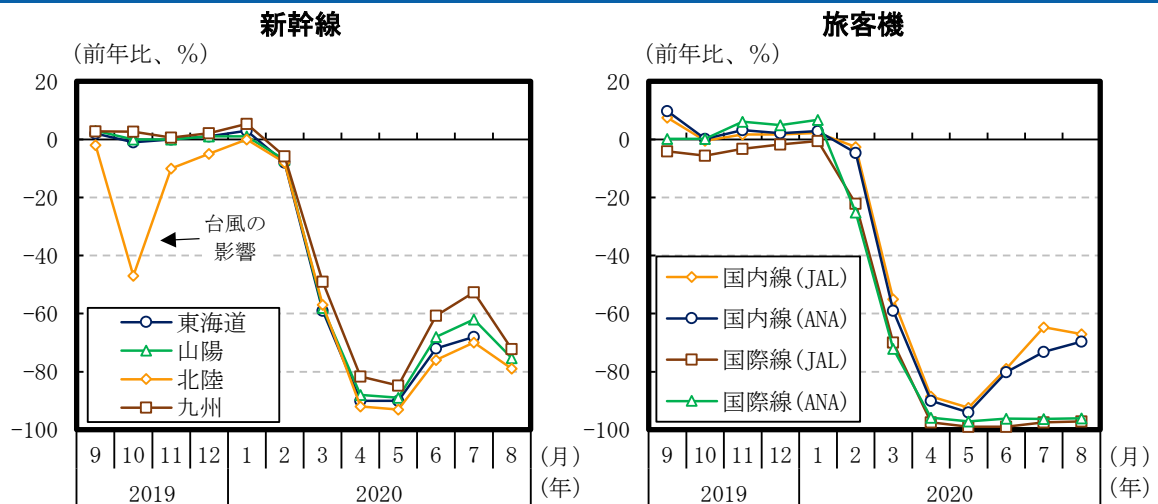 新幹線
(前年比、%)
20
0
-20
-40
-60
-80
-100
台風の
影響
東海道
山陽
北陸
九州
9 10 11 12 1 2 3 4 5 6 7 8 (月)
2019 2020 (年)
旅客機
(前年比、%)
20
0
-20
-40
-60
-80
-100
国内線(JAL)
国内線(ANA)
国際線(JAL)
国際線(ANA)
9 10 11 12 1 2 3 4 5 6 7 8 (月)
2019 2020 (年)